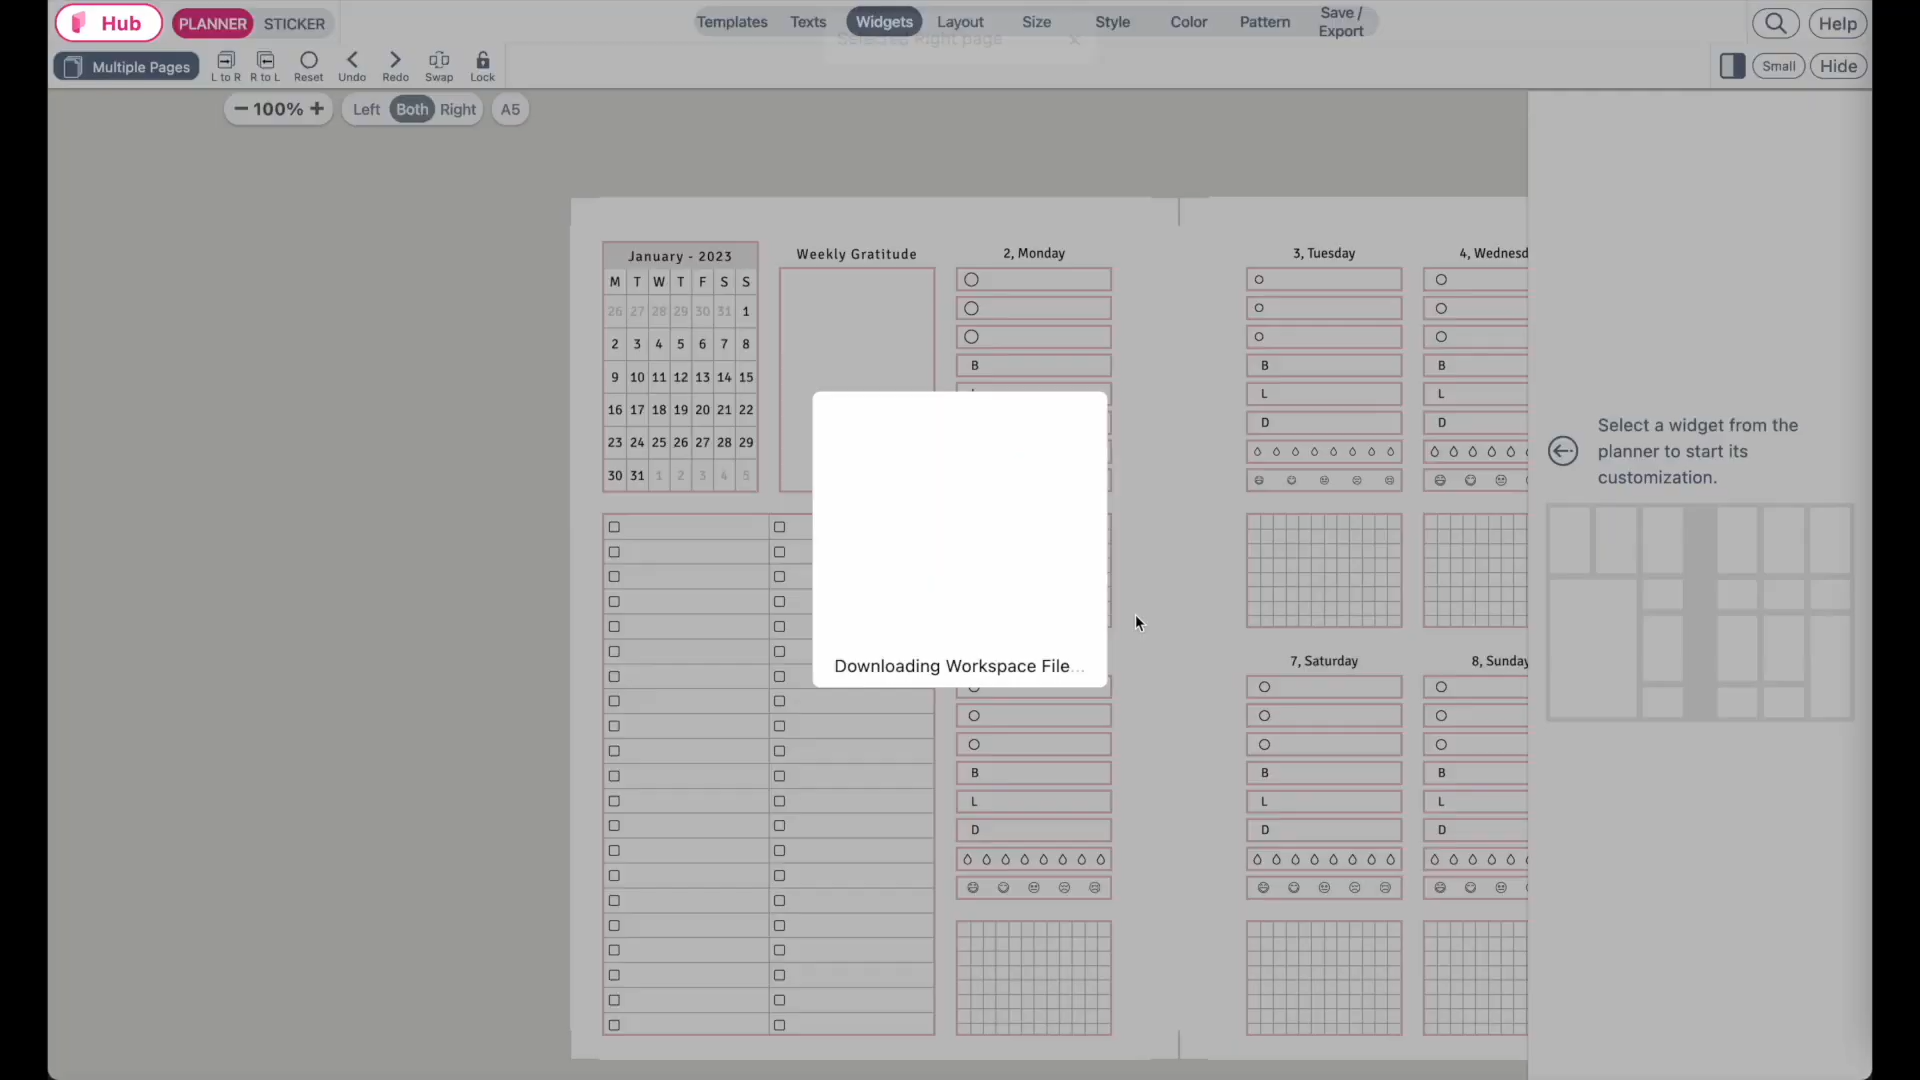 Hub
PLANNER
STICKER
Templates
Texts
Widgets
Layout
Size
Style
Color
Pattern
Save /
Export
Help
Selected Right page
Multiple Pages
L to R
R to L
Reset
Undo
Redo
Swap
Lock
Small
Hide
100%
Left
Both
Right
A5
January - 2023
M T W T F S S
26 27 28 29 30 31 1
2 3 4 5 6 7 8
9 10 11 12 13 14 15
16 17 18 19 20 21 22
23 24 25 26 27 28 29
30 31 1 2 3 4 5
Weekly Gratitude
2, Monday
B
3, Tuesday
B
L
D
4, Wednesd
B
L
D
Downloading Workspace File...
B
L
D
7, Saturday
B
L
D
8, Sunday
B
L
D
Select a widget from the
planner to start its
customization.